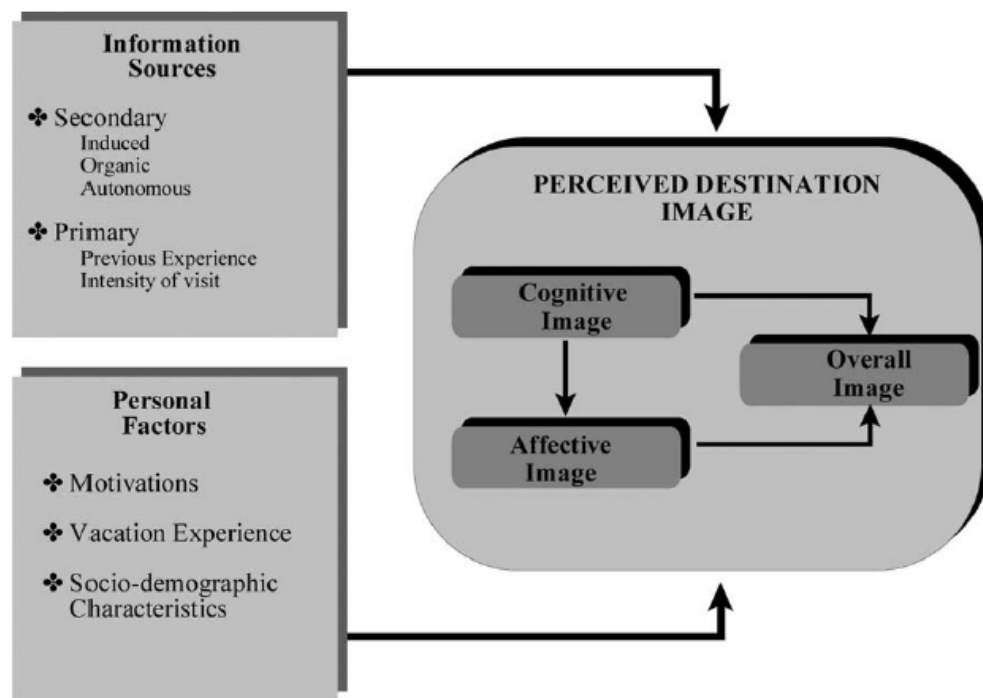 Information
Sources
❖ Secondary
Induced
Organic
Autonomous
❖ Primary
Previous Experience
Intensity of visit
Personal
Factors
❖ Motivations
❖ Vacation Experience
❖ Socio-demographic
Characteristics
PERCEIVED DESTINATION
IMAGE
Cognitive
Image
Affective
Image
Overall
Image